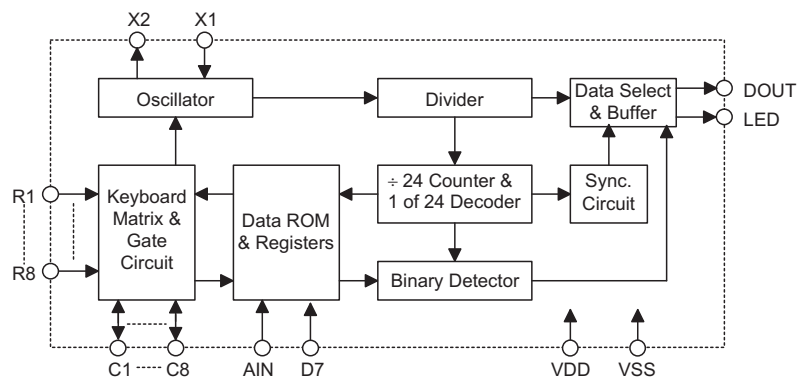 X2 X1
Oscillator
Divider
Data Select
& Buffer
DOUT
LED
R1
R8
Keyboard
Matrix &
Gate
Circuit
Data ROM
& Registers
÷ 24 Counter &
1 of 24 Decoder
Sync.
Circuit
Binary Detector
C1 C8 AIN D7 VDD VSS